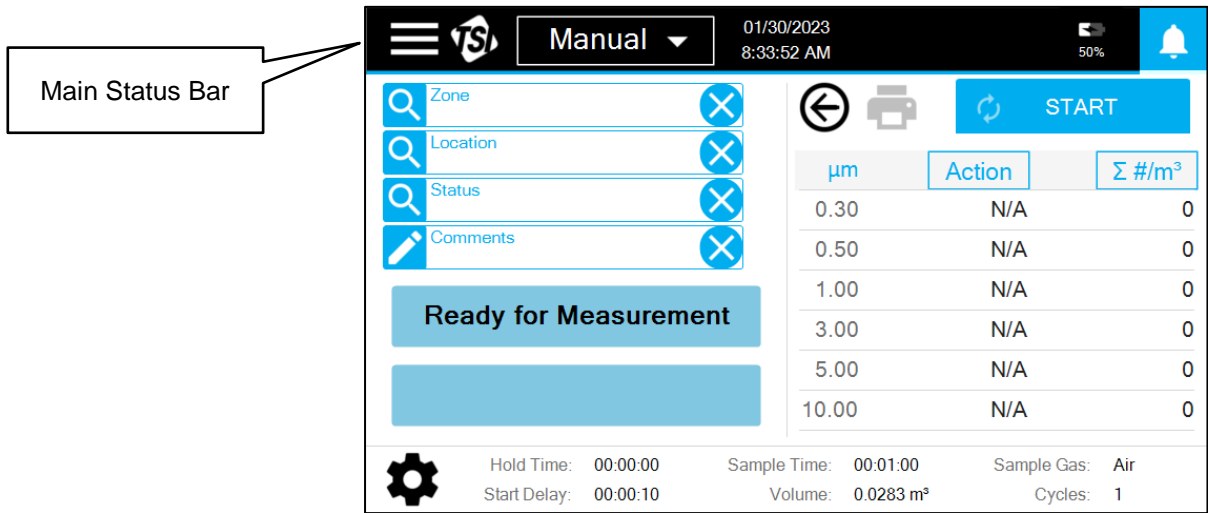 Main Status Bar
TSI
Manual
01/30/2023
8:33:52 AM
50%
Zone
Location
Status
Comments
Ready for Measurement
START
µm Action Σ #/m³
0.30 N/A 0
0.50 N/A 0
1.00 N/A 0
3.00 N/A 0
5.00 N/A 0
10.00 N/A 0
Hold Time: 00:00:00 Sample Time: 00:01:00 Sample Gas: Air
Start Delay: 00:00:10 Volume: 0.0283 m³ Cycles: 1